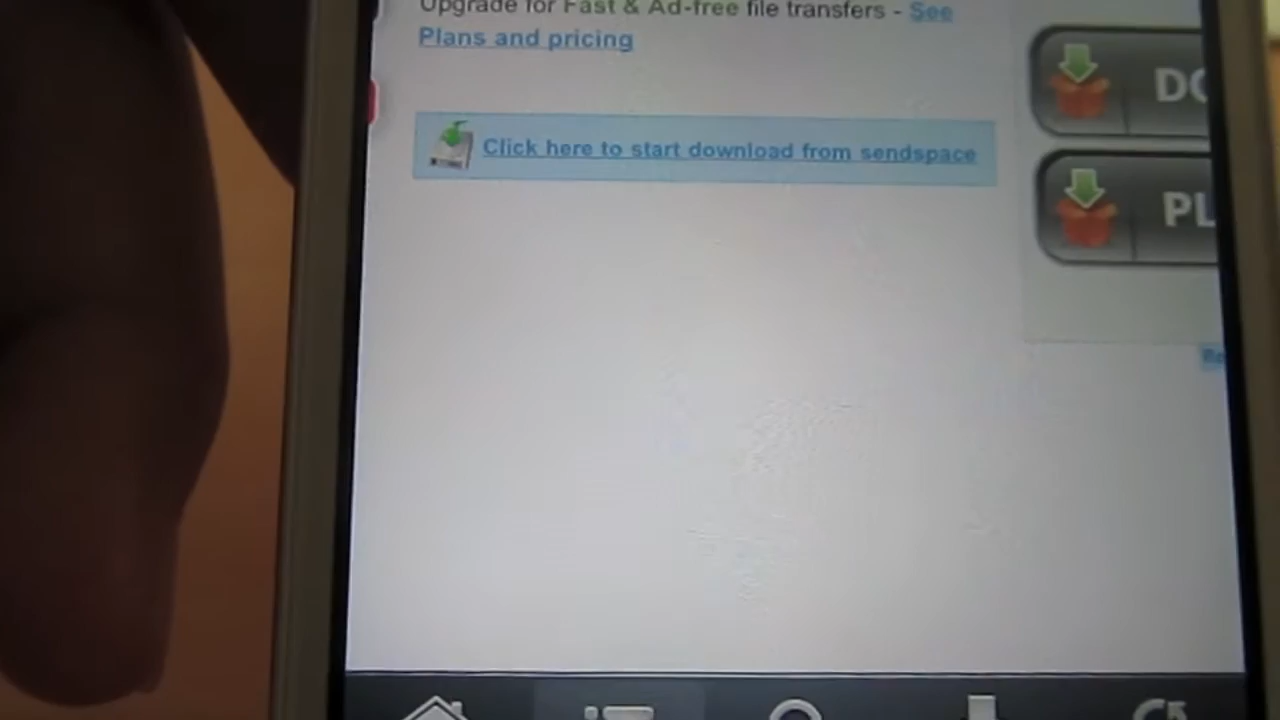 Upgrade for Fast & Ad-free file transfers - See
Plans and pricing
Click here to start download from sendspace
DO
PL